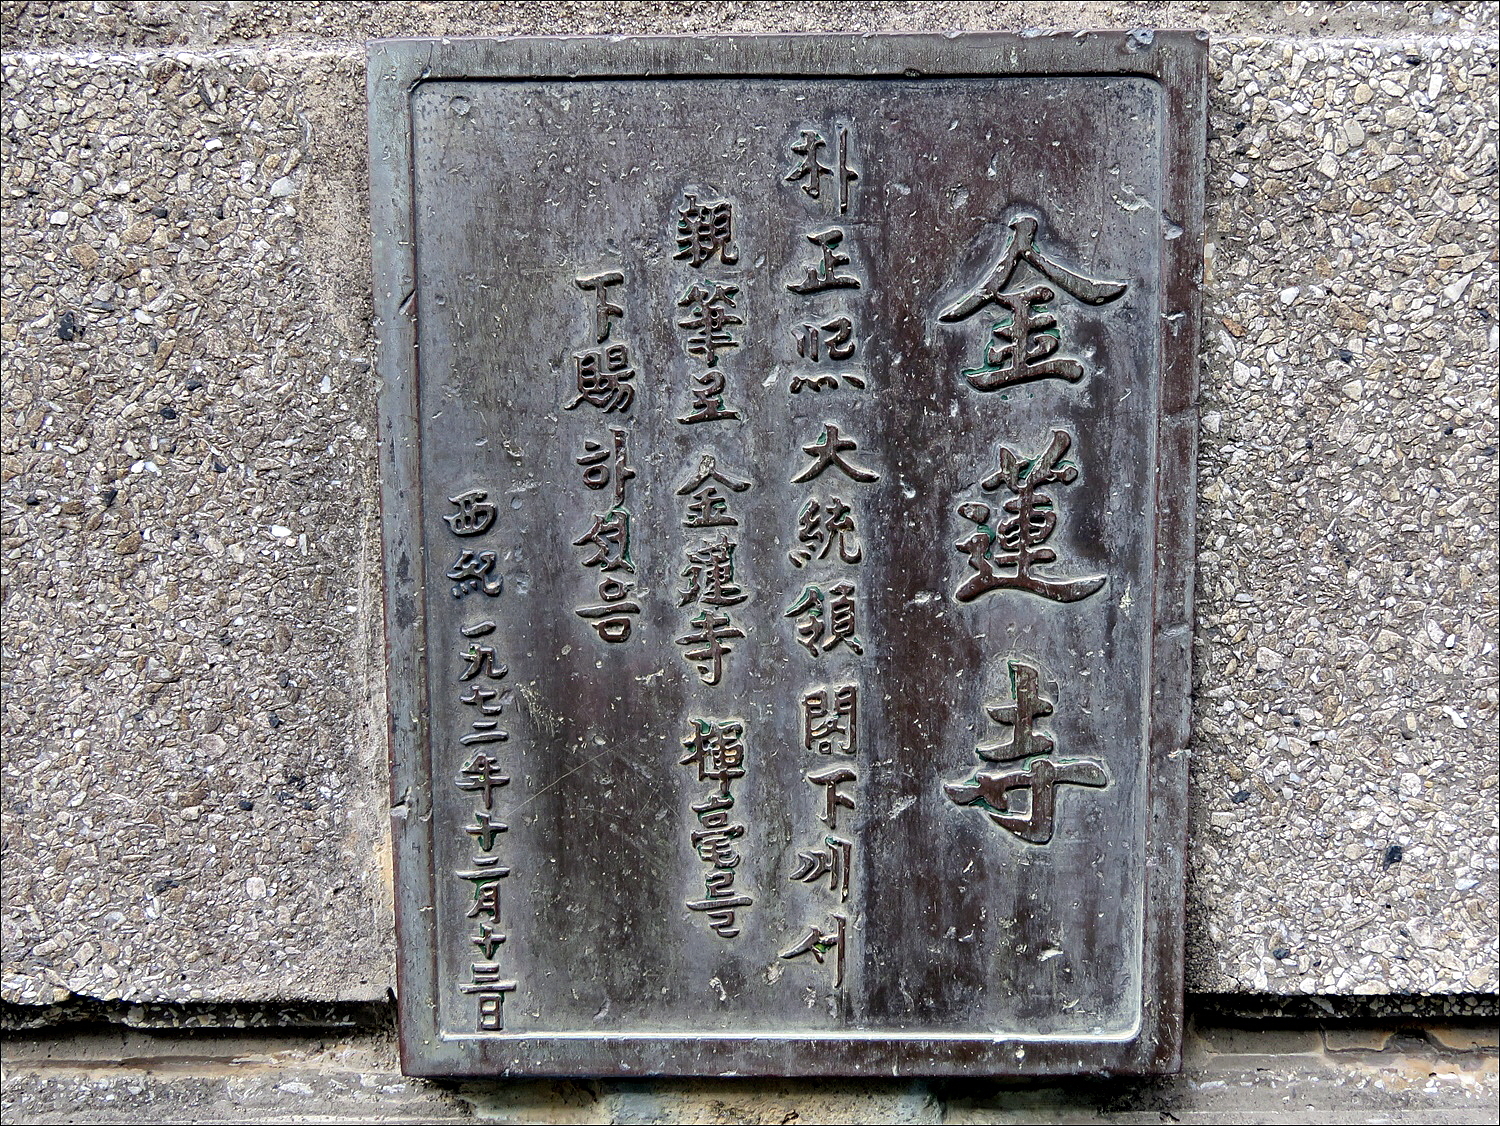 金蓮寺
朴正熙 大統領 閣下께서
親筆로 金蓮寺 揮毫를
下賜하셨음
西紀 一九七二年 十二月 十三日